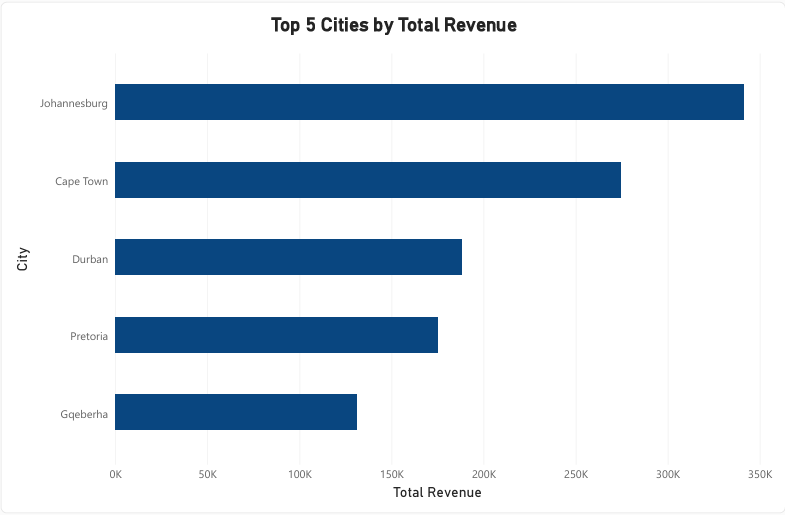 Top 5 Cities by Total Revenue
City
Johannesburg
Cape Town
Durban
Pretoria
Gqeberha
0K 50K 100K 150K 200K 250K 300K 350K
Total Revenue